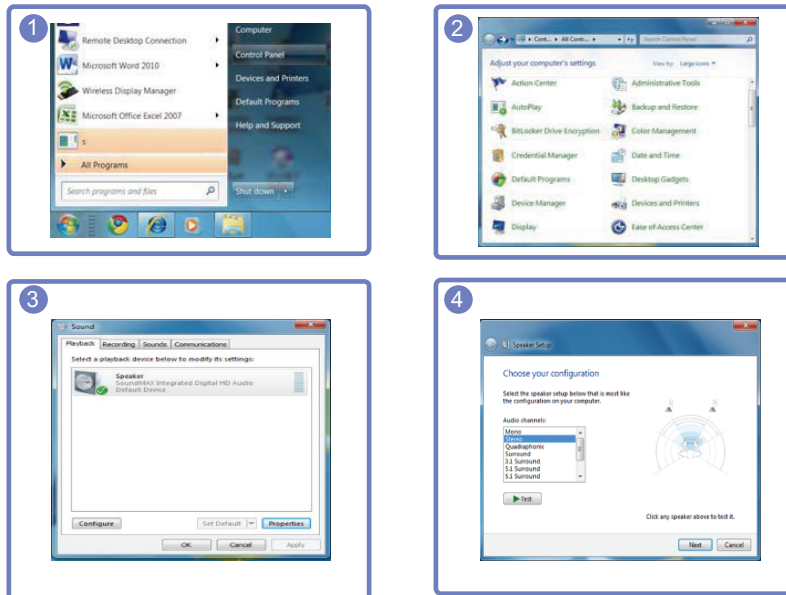 1
Remote Desktop Connection
Microsoft Word 2010
Wireless Display Manager
Microsoft Office Excel 2007
s
All Programs
Search programs and files
Computer
Control Panel
Devices and Printers
Default Programs
Help and Support
Shut down
2
Cont... All Contr...
Search Control Panel
Adjust your computer's settings
View by: Large icons
Action Center
Administrative Tools
AutoPlay
Backup and Restore
BitLocker Drive Encryption
Color Management
Credential Manager
Date and Time
Default Programs
Desktop Gadgets
Device Manager
Devices and Printers
Display
Ease of Access Center
3
Sound
Playback Recording Sounds Communications
Select a playback device below to modify its settings:
Speaker
SoundMAX Integrated Digital HD Audio
Default Device
Configure Set Default Properties
OK Cancel Apply
4
Speaker Setup
Choose your configuration
Select the speaker setup below that is most like
the configuration on your computer.
Audio channels:
Mono
Stereo
Quadraphonic
Surround
3.1 Surround
5.1 Surround
5.1 Surround
Test
Click any speaker above to test it.
Next Cancel